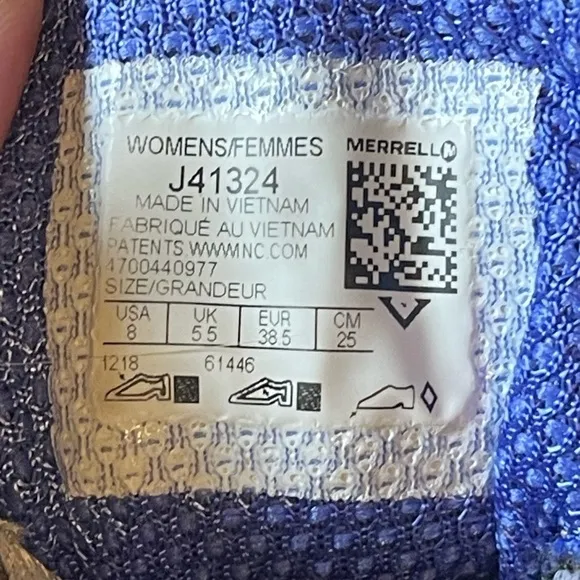 WOMENS/FEMMES MERRELL
J41324
MADE IN VIETNAM
FABRIQUÉ AU VIETNAM
PATENTS WWWINC.COM
4700440977
SIZE/GRANDEUR
USA UK EUR CM
8 5.5 38.5 25
1218 61446